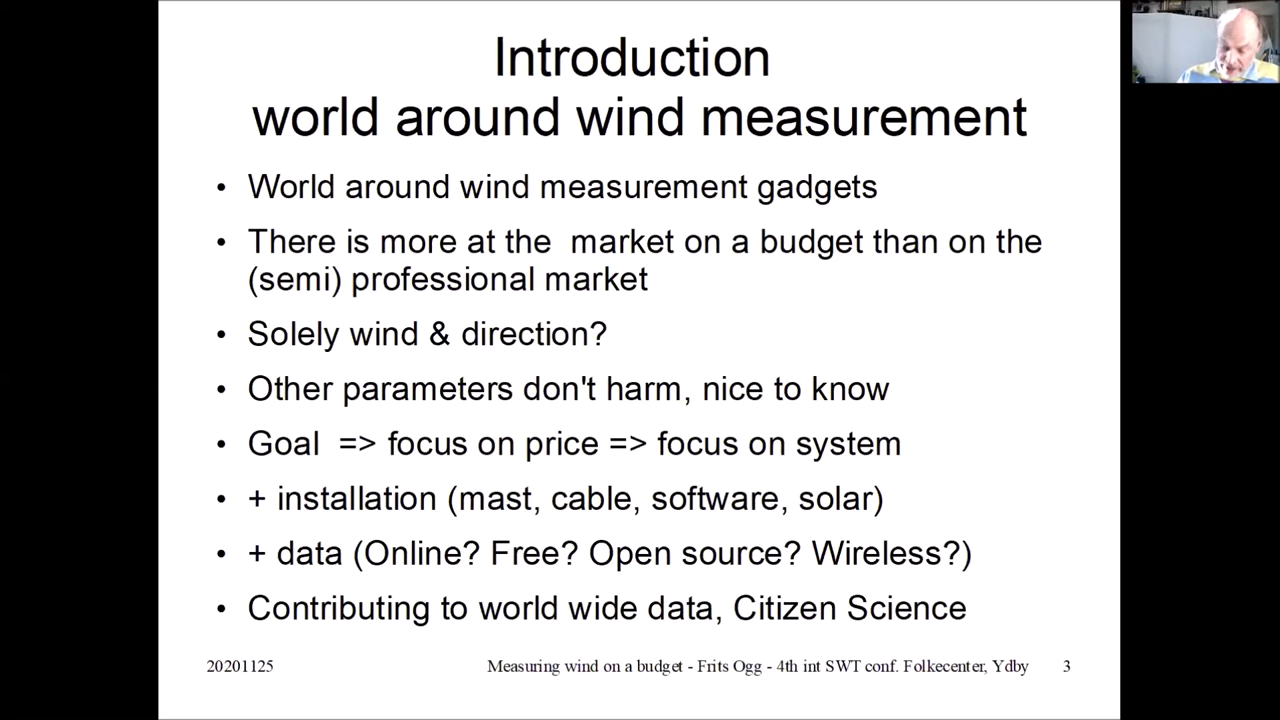 Introduction
world around wind measurement
• World around wind measurement gadgets
• There is more at the  market on a budget than on the
(semi) professional market
• Solely wind & direction?
• Other parameters don't harm, nice to know
• Goal  => focus on price => focus on system
• + installation (mast, cable, software, solar)
• + data (Online? Free? Open source? Wireless?)
• Contributing to world wide data, Citizen Science
20201125 Measuring wind on a budget - Frits Ogg - 4th int SWT conf. Folkecenter, Ydby 3